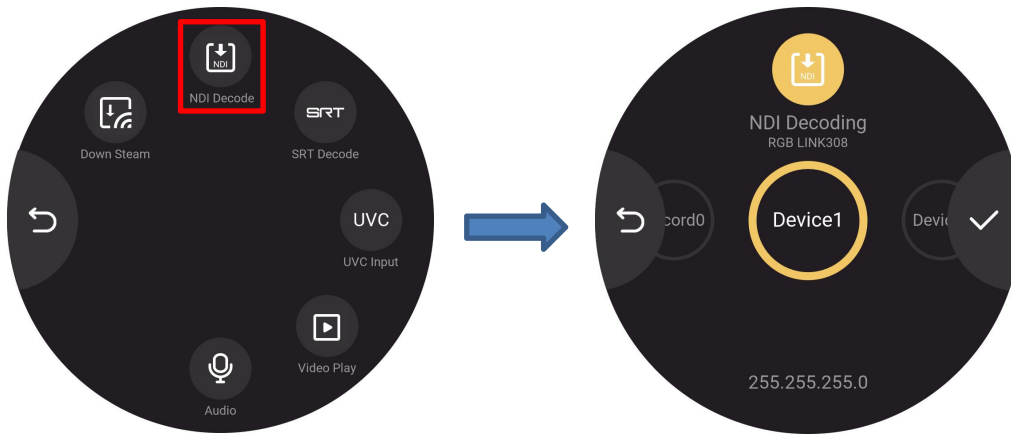 NDI
NDI Decode
Down Steam
SRT
SRT Decode
UVC
UVC Input
Video Play
Audio
NDI
NDI Decoding
RGB LINK308
cord0
Device1
Devi
255.255.255.0